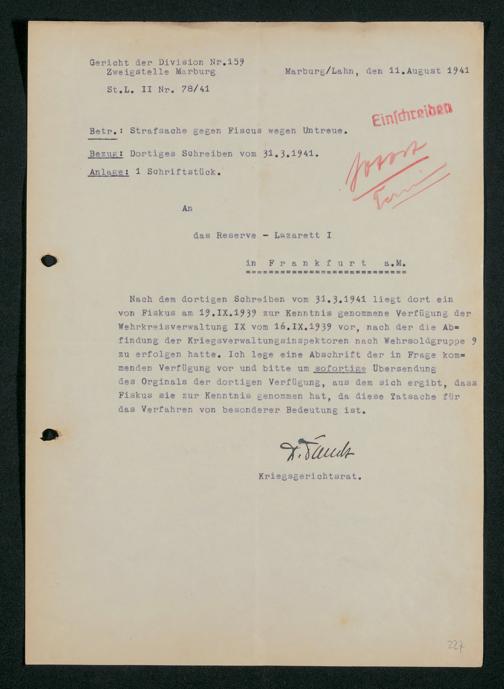 Gericht der Division Nr.159
Zweigstelle Marburg
Marburg/Lahn, den 11.August 1941
St.L. II Nr. 78/41
Einschreiben
Betr.: Strafsache gegen Fiscus wegen Untreue.
Sofort
Bezug: Dortiges Schreiben vom 31.3.1941.
Anlage: 1 Schriftstück.
An
das Reserve - Lazarett I
in F r a n k f u r t a.M.
Nach dem dortigen Schreiben vom 31.3.1941 liegt dort ein
von Fiskus am 19.IX.1939 zur Kenntnis genommene Verfügung der
Wehrkreisverwaltung IX vom 16.IX.1939 vor, nach der die Ab=
findung der Kriegsverwaltungsinspektoren nach Wehrsoldgruppe 9
zu erfolgen hatte. Ich lege eine Abschrift der in Frage kom=
menden Verfügung vor und bitte um sofortige Übersendung
des Orginals der dortigen Verfügung, aus dem sich ergibt, dass
Fiskus sie zur Kenntnis genommen hat, da diese Tatsache für
das Verfahren von besonderer Bedeutung ist.
Kriegsgerichtsrat.
227